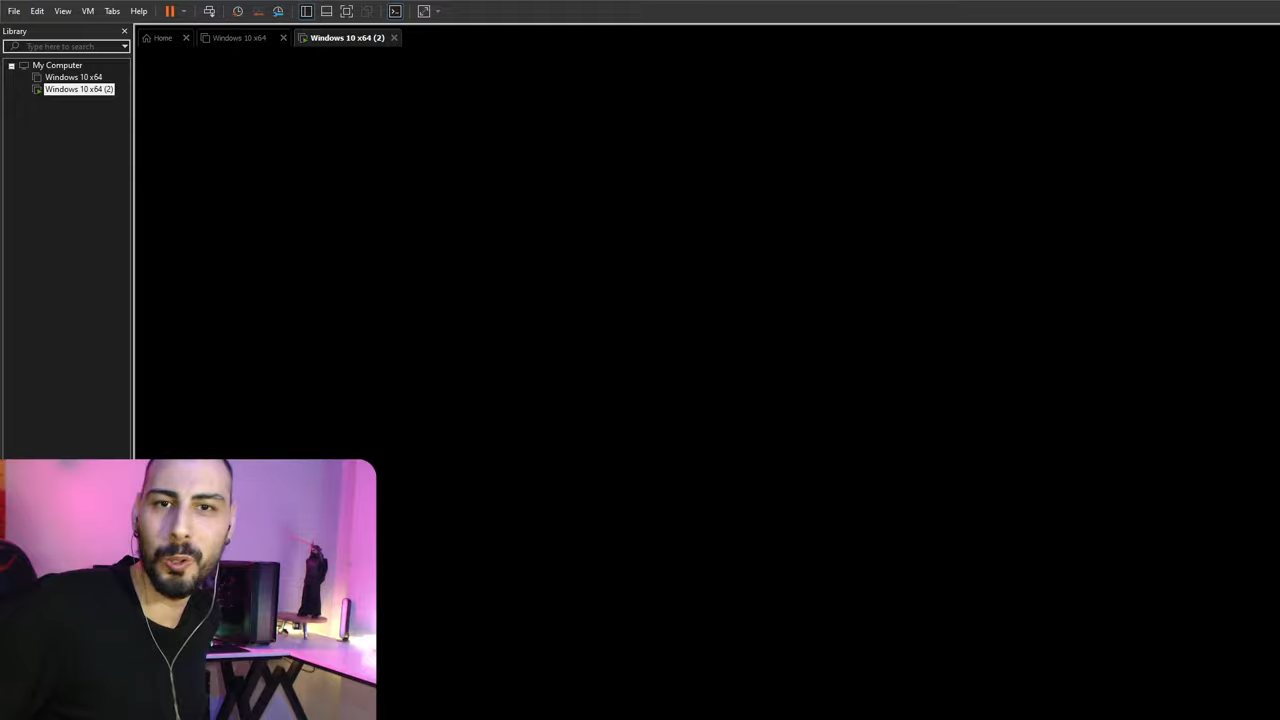 File Edit View VM Tabs Help
Library
Type here to search
Home
Windows 10 x64
Windows 10 x64 (2)
My Computer
Windows 10 x64
Windows 10 x64 (2)